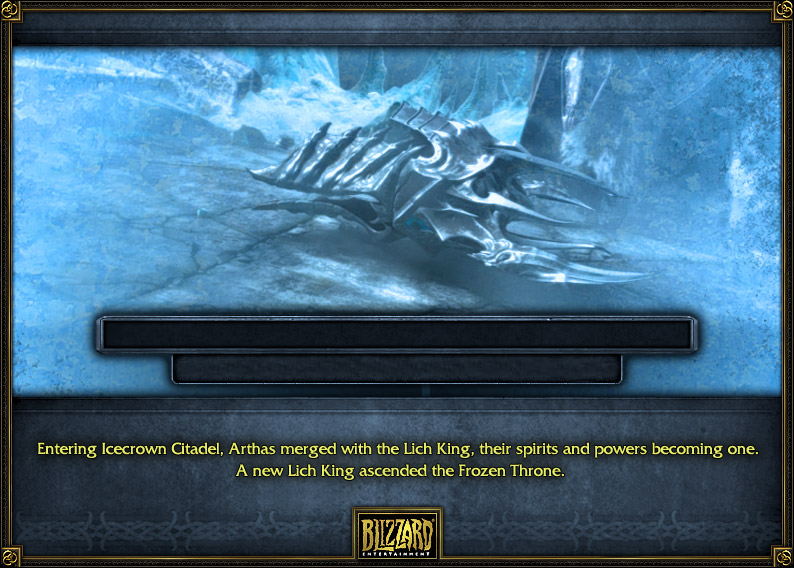 Entering Icecrown Citadel, Arthas merged with the Lich King, their spirits and powers becoming one.
A new Lich King ascended the Frozen Throne.
BLIZZARD
ENTERTAINMENT